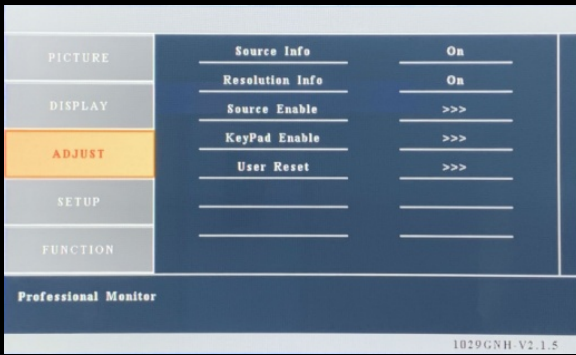 PICTURE
DISPLAY
ADJUST
SETUP
FUNCTION
Source Info On
Resolution Info On
Source Enable >>>
KeyPad Enable >>>
User Reset >>>
Professional Monitor
1029GNH-V2.1.5